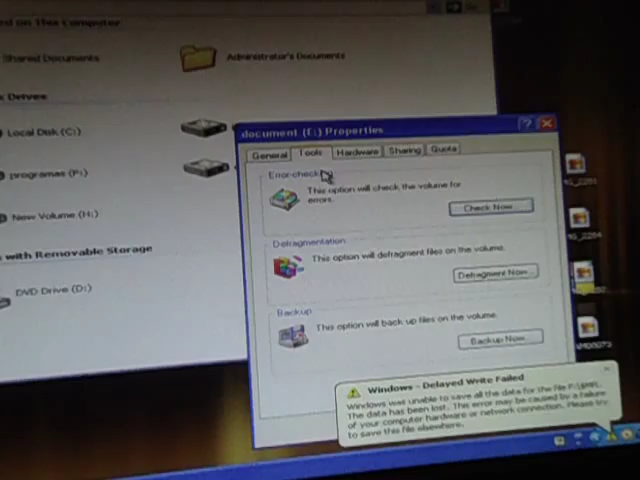 ed on This Computer
Shared Documents
Administrator's Documents
k Drives
Local Disk (C:)
programas (F:)
New Volume (H:)
s with Removable Storage
DVD Drive (D:)
document (E:) Properties
General Tools Hardware Sharing Quota
Error-check
This option will check the volume for
errors.
Check Now...
Defragmentation
This option will defragment files on the volume.
Defragment Now...
Backup
This option will back up files on the volume.
Backup Now...
Windows - Delayed Write Failed
Windows was unable to save all the data for the file F:\$Mft.
The data has been lost. This error may be caused by a failure
of your computer hardware or network connection. Please try
to save this file elsewhere.